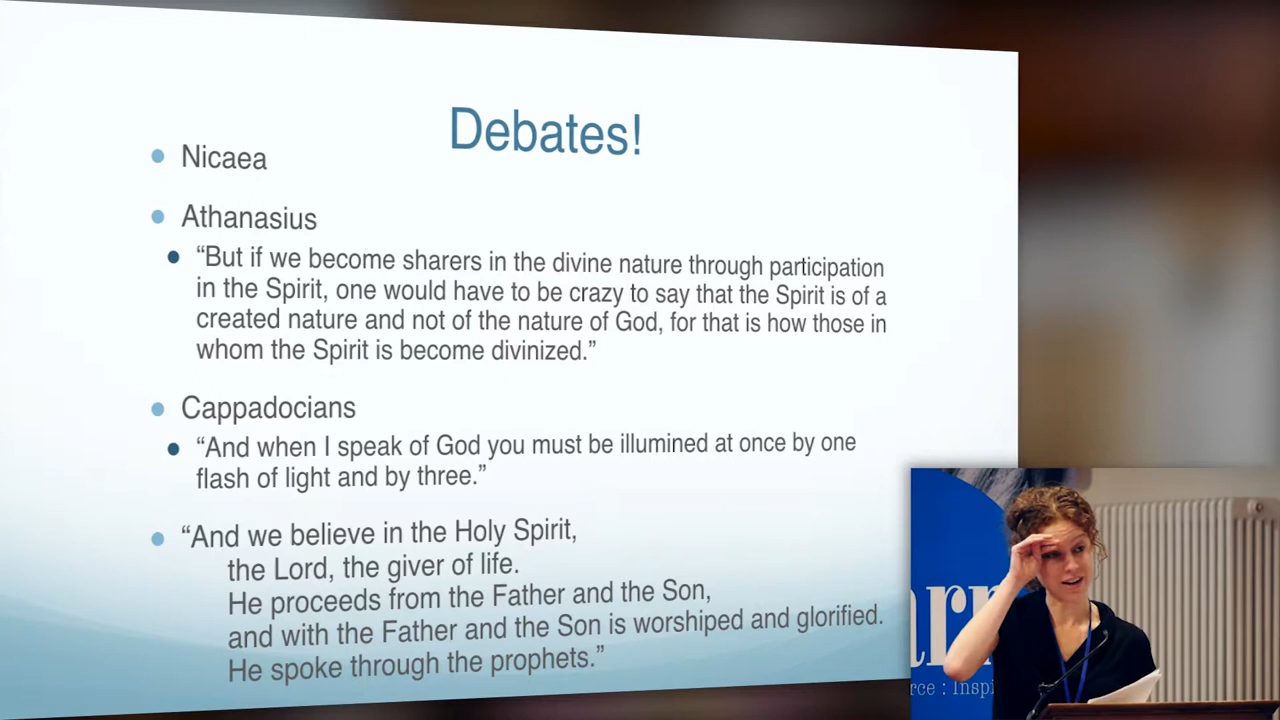 Debates!
Nicaea
Athanasius
“But if we become sharers in the divine nature through participation
in the Spirit, one would have to be crazy to say that the Spirit is of a
created nature and not of the nature of God, for that is how those in
whom the Spirit is become divinized.”
Cappadocians
“And when I speak of God you must be illumined at once by one
flash of light and by three.”
“And we believe in the Holy Spirit,
the Lord, the giver of life.
He proceeds from the Father and the Son,
and with the Father and the Son is worshiped and glorified.
He spoke through the prophets.”